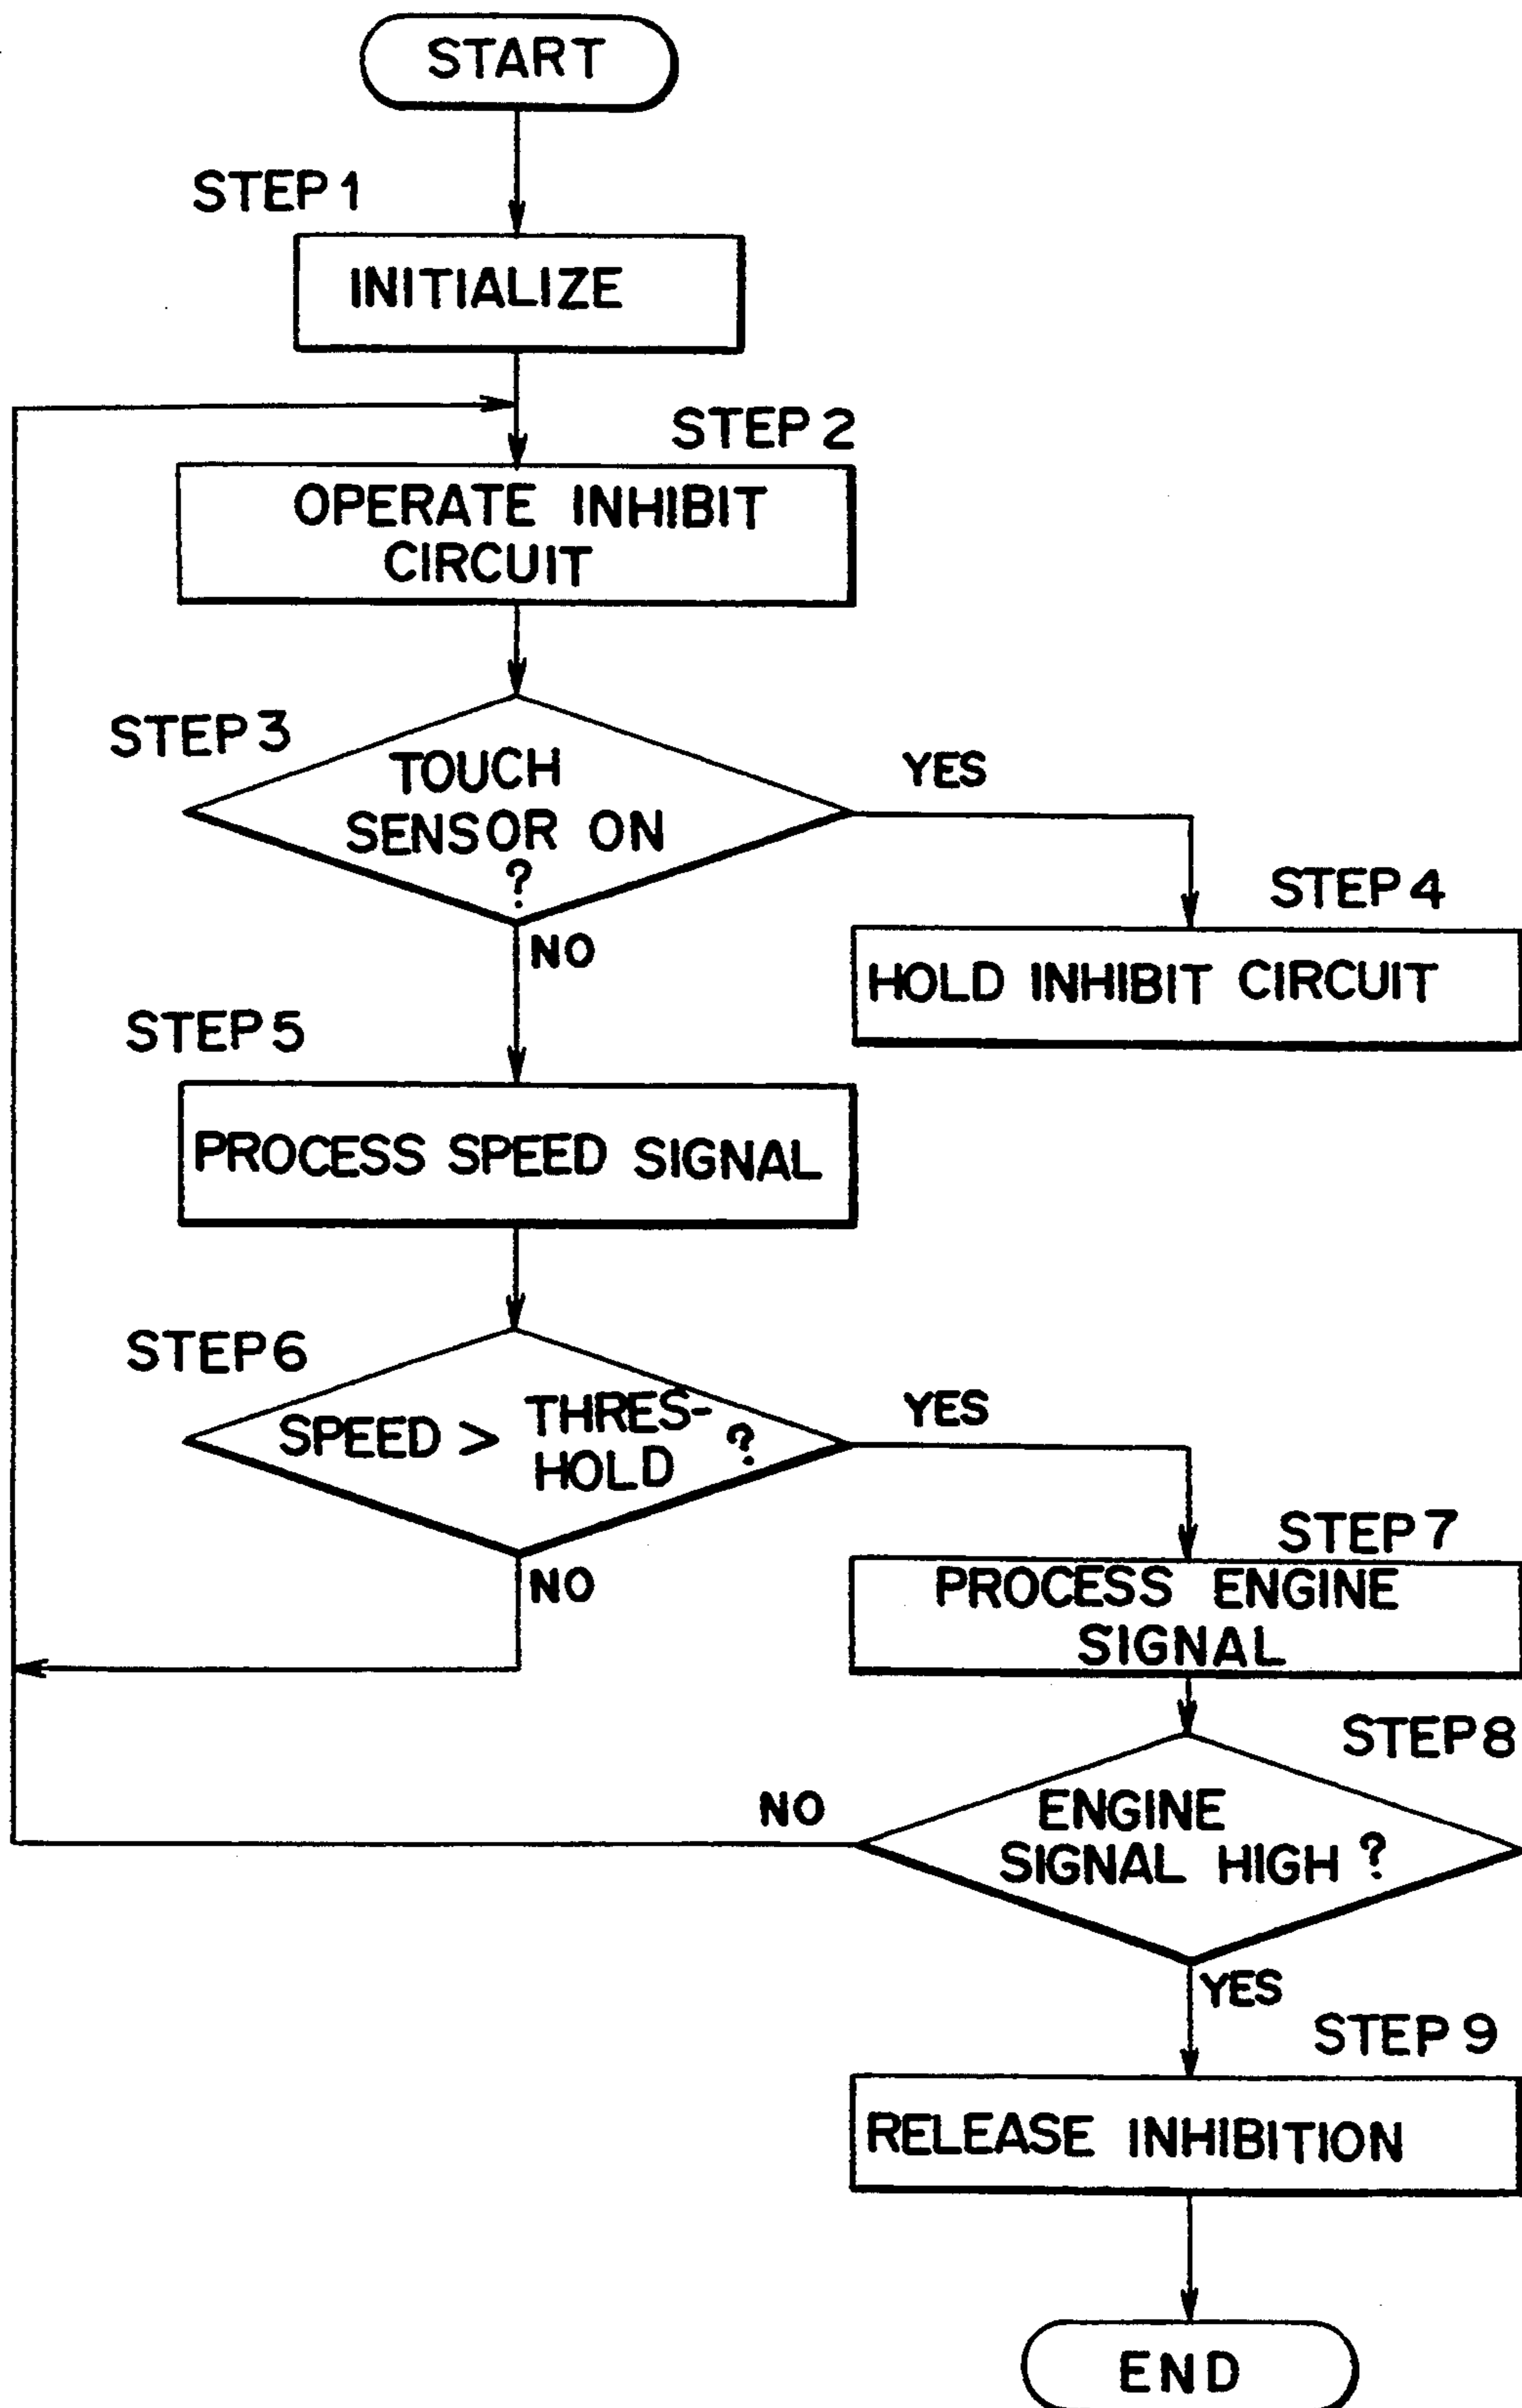 START
STEP 1
INITIALIZE
STEP 2
OPERATE INHIBIT
CIRCUIT
STEP 3
TOUCH
SENSOR ON
?
YES
NO
STEP 4
HOLD INHIBIT CIRCUIT
STEP 5
PROCESS SPEED SIGNAL
STEP 6
SPEED > THRES-
HOLD ?
YES
NO
STEP 7
PROCESS ENGINE
SIGNAL
STEP 8
ENGINE
SIGNAL HIGH ?
NO
YES
STEP 9
RELEASE INHIBITION
END